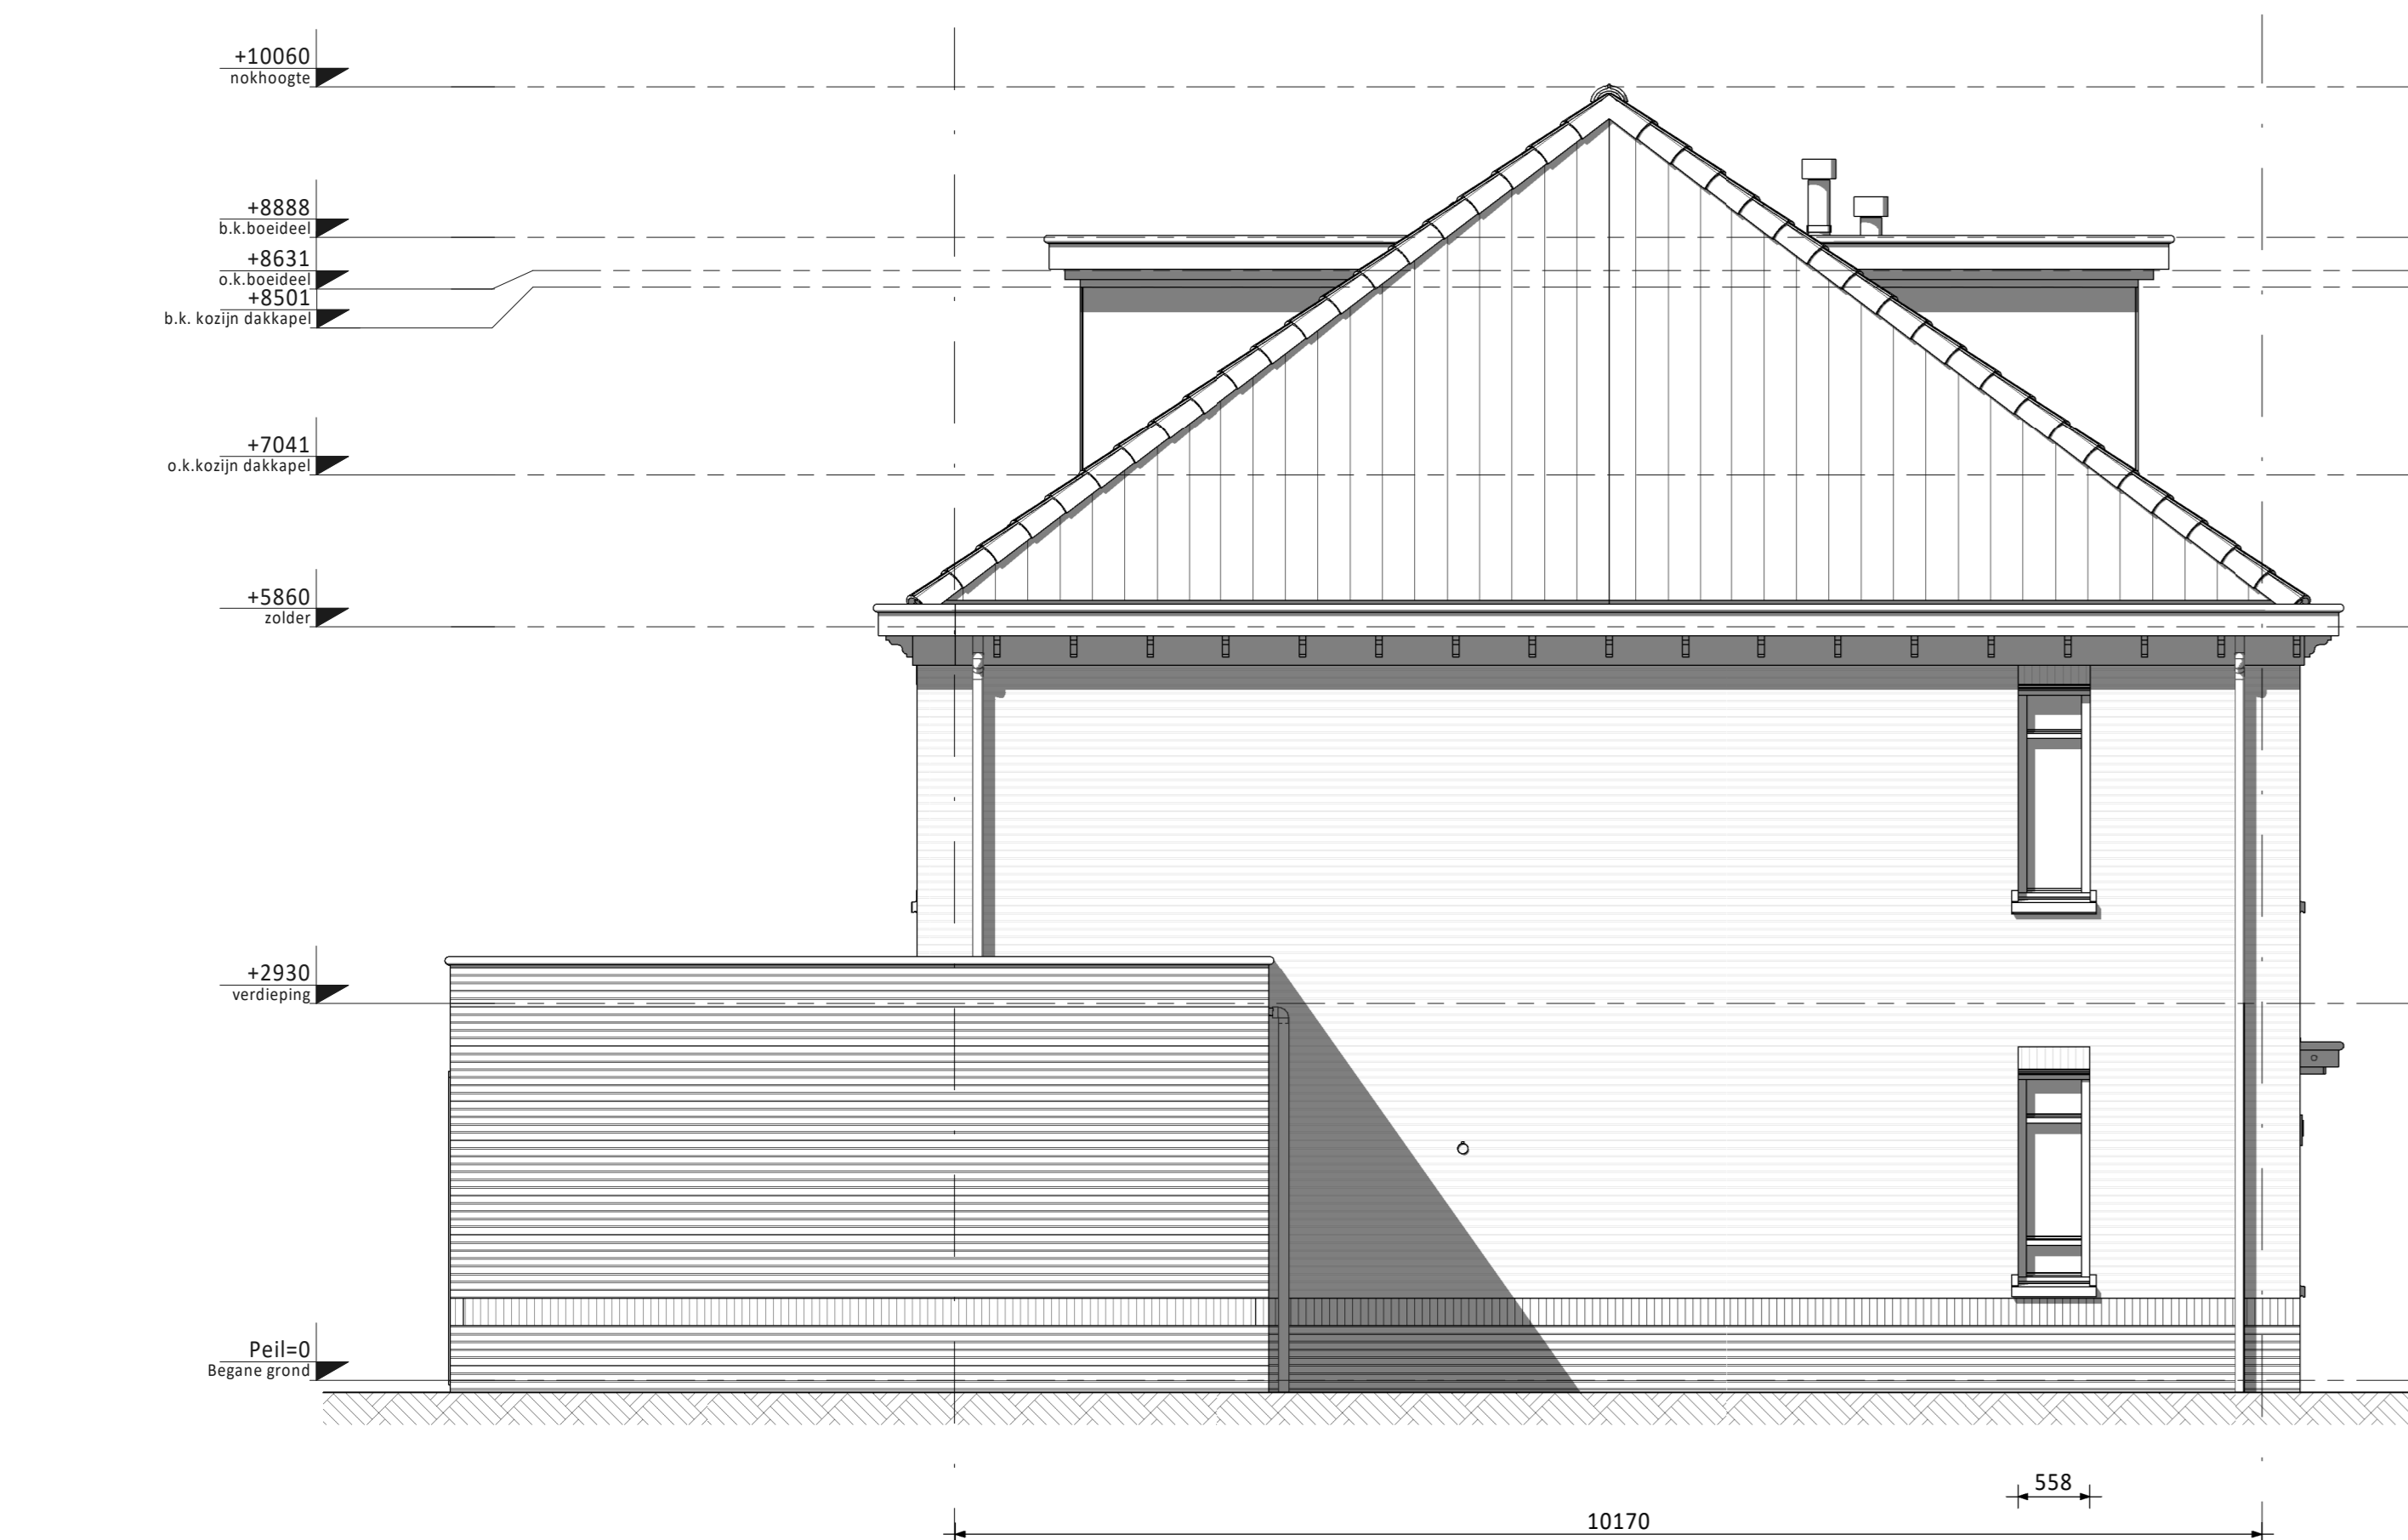 +10060
nokhoogte
+8888
b.k.boeideel
+8631
o.k.boeideel
+8501
b.k. kozijn dakkapel
+7041
o.k.kozijn dakkapel
+5860
zolder
+2930
verdieping
Peil=0
Begane grond
558
10170